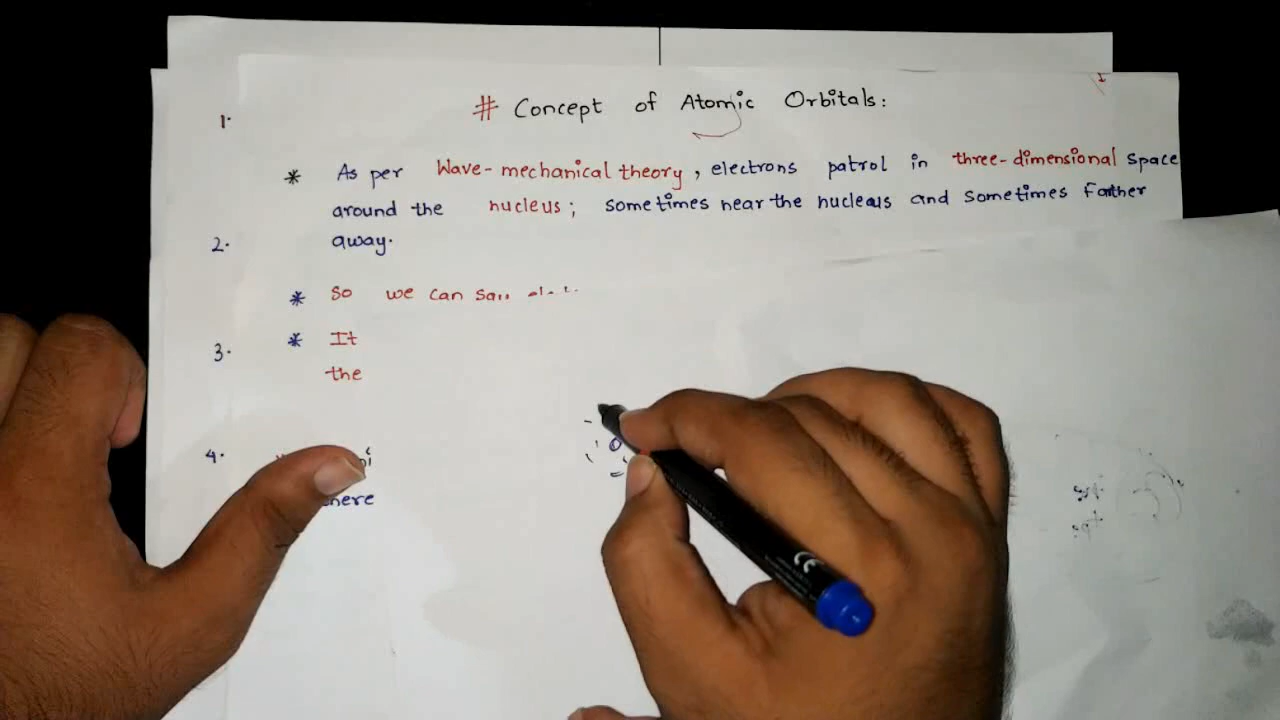 # Concept of Atomic Orbitals:
1.
* As per Wave-mechanical theory, electrons patrol in three-dimensional space
around the nucleus; sometimes near the nucleus and sometimes farther
2. away.
* So we can
3. * It
the
4.
here